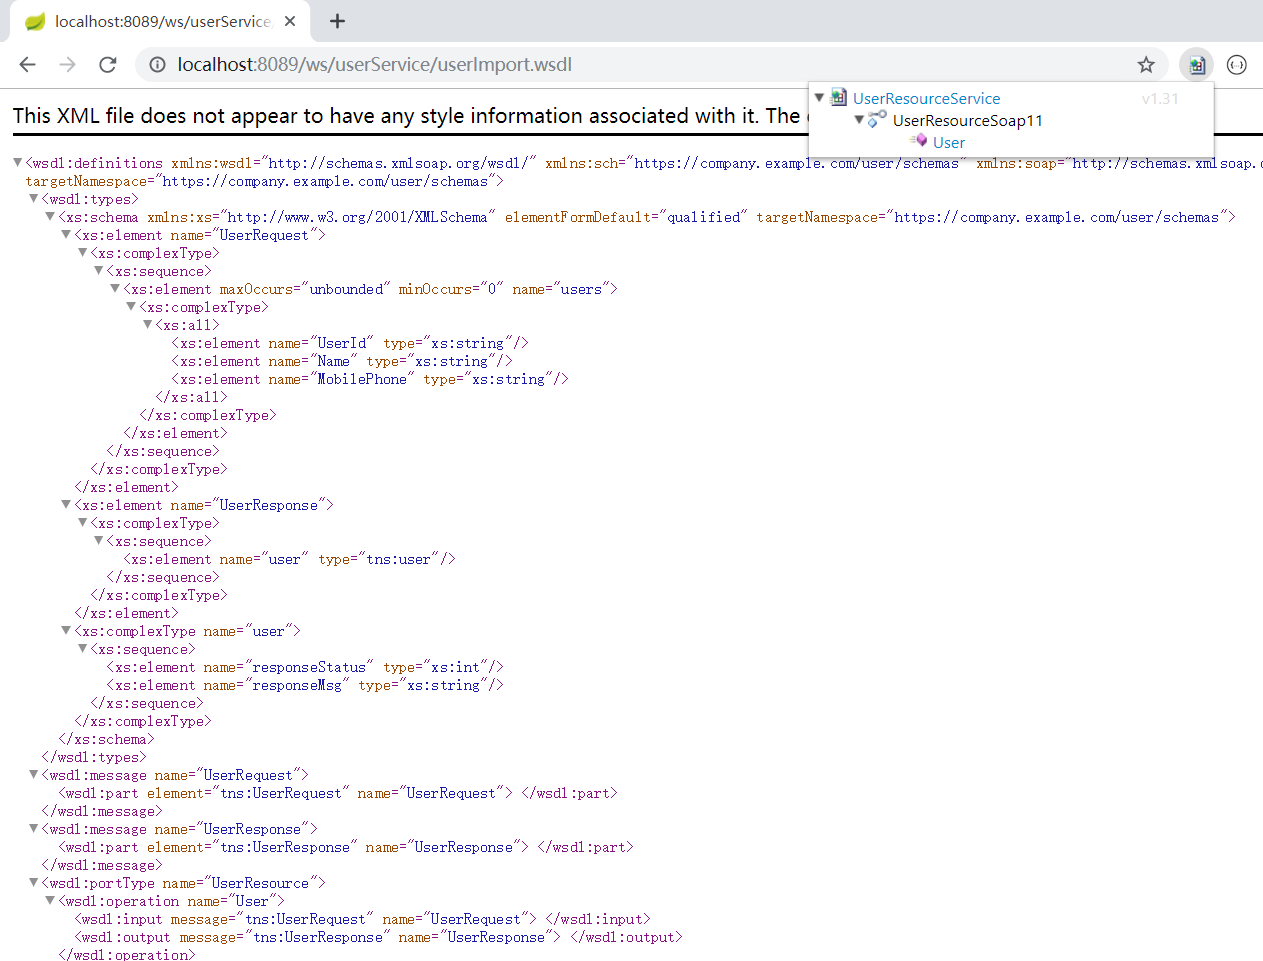 localhost:8089/ws/userService
localhost:8089/ws/userService/userImport.wsdl
UserResourceService v1.31
UserResourceSoap11
User
This XML file does not appear to have any style information associated with it. The
<wsdl:definitions xmlns:wsdl="http://schemas.xmlsoap.org/wsdl/" xmlns:sch="https://company.example.com/user/schemas" xmlns:soap="http://schemas.xmlsoap.
targetNamespace="https://company.example.com/user/schemas">
<wsdl:types>
<xs:schema xmlns:xs="http://www.w3.org/2001/XMLSchema" elementFormDefault="qualified" targetNamespace="https://company.example.com/user/schemas">
<xs:element name="UserRequest">
<xs:complexType>
<xs:sequence>
<xs:element maxOccurs="unbounded" minOccurs="0" name="users">
<xs:complexType>
<xs:all>
<xs:element name="UserId" type="xs:string"/>
<xs:element name="Name" type="xs:string"/>
<xs:element name="MobilePhone" type="xs:string"/>
</xs:all>
</xs:complexType>
</xs:element>
</xs:sequence>
</xs:complexType>
</xs:element>
<xs:element name="UserResponse">
<xs:complexType>
<xs:sequence>
<xs:element name="user" type="tns:user"/>
</xs:sequence>
</xs:complexType>
</xs:element>
<xs:complexType name="user">
<xs:sequence>
<xs:element name="responseStatus" type="xs:int"/>
<xs:element name="responseMsg" type="xs:string"/>
</xs:sequence>
</xs:complexType>
</xs:schema>
</wsdl:types>
<wsdl:message name="UserRequest">
<wsdl:part element="tns:UserRequest" name="UserRequest"> </wsdl:part>
</wsdl:message>
<wsdl:message name="UserResponse">
<wsdl:part element="tns:UserResponse" name="UserResponse"> </wsdl:part>
</wsdl:message>
<wsdl:portType name="UserResource">
<wsdl:operation name="User">
<wsdl:input message="tns:UserRequest" name="UserRequest"> </wsdl:input>
<wsdl:output message="tns:UserResponse" name="UserResponse"> </wsdl:output>
</wsdl:operation>